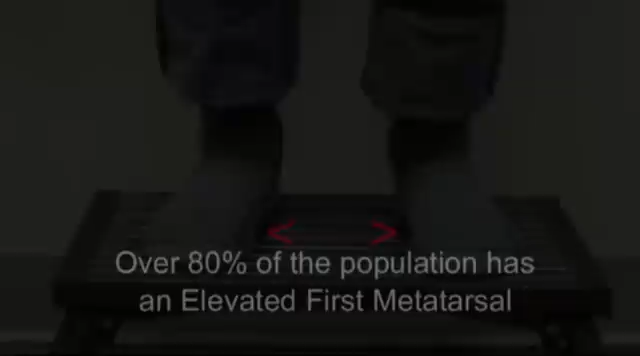 Over 80% of the population has
an Elevated First Metatarsal